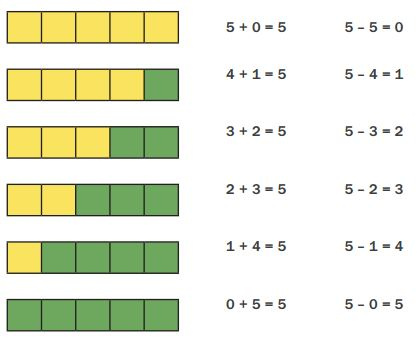 5 + 0 = 5 5 – 5 = 0
4 + 1 = 5 5 – 4 = 1
3 + 2 = 5 5 – 3 = 2
2 + 3 = 5 5 – 2 = 3
1 + 4 = 5 5 – 1 = 4
0 + 5 = 5 5 – 0 = 5